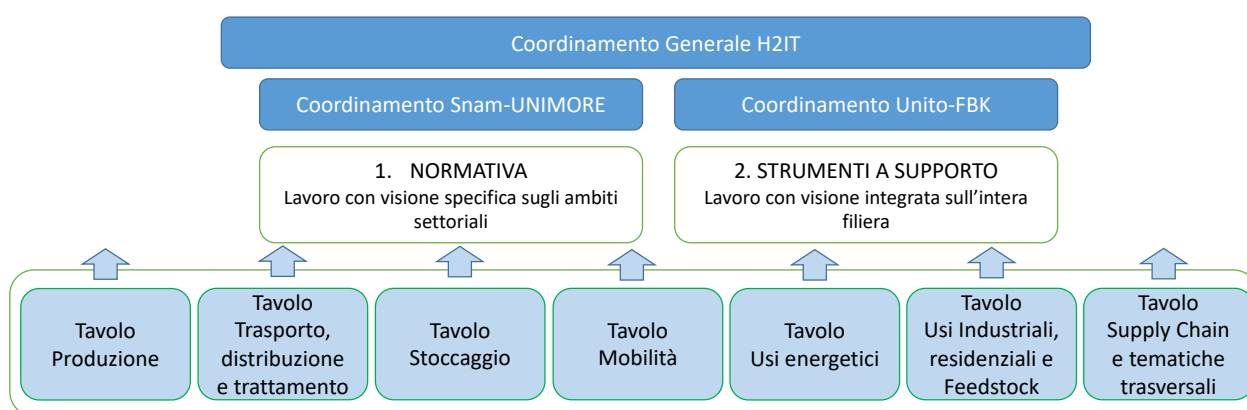 Coordinamento Generale H2IT
Coordinamento Snam-UNIMORE
Coordinamento Unito-FBK
1. NORMATIVA
Lavoro con visione specifica sugli ambiti
settoriali
2. STRUMENTI A SUPPORTO
Lavoro con visione integrata sull'intera
filiera
Tavolo
Produzione
Tavolo
Trasporto,
distribuzione
e trattamento
Tavolo
Stoccaggio
Tavolo
Mobilità
Tavolo
Usi energetici
Tavolo
Usi Industriali,
residenziali e
Feedstock
Tavolo
Supply Chain
e tematiche
trasversali